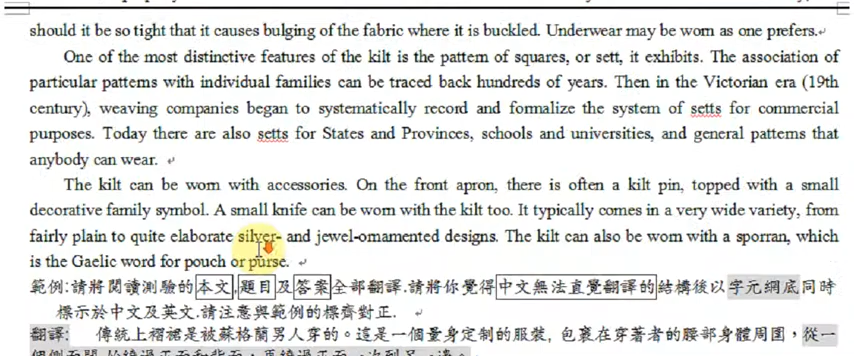 should it be so tight that it causes bulging of the fabric where it is buckled. Underwear may be worn as one prefers.
One of the most distinctive features of the kilt is the pattern of squares, or sett, it exhibits. The association of
particular patterns with individual families can be traced back hundreds of years. Then in the Victorian era (19th
century), weaving companies began to systematically record and formalize the system of setts for commercial
purposes. Today there are also setts for States and Provinces, schools and universities, and general patterns that
anybody can wear.
The kilt can be worn with accessories. On the front apron, there is often a kilt pin, topped with a small
decorative family symbol. A small knife can be worn with the kilt too. It typically comes in a very wide variety, from
fairly plain to quite elaborate silver- and jewel-ornamented designs. The kilt can also be worn with a sporran, which
is the Gaelic word for pouch or purse.
範例:請將閱讀測驗的本文,題目及答案全部翻譯.請將你覺得中文無法直覺翻譯的結構後以字元網底同時
標示於中文及英文.請注意與範例的標齊對正.
翻譯: 傳統上褶裙是被蘇格蘭男人穿的。這是一個量身定制的服裝, 包裹在穿著者的腰部身體周圍,從一